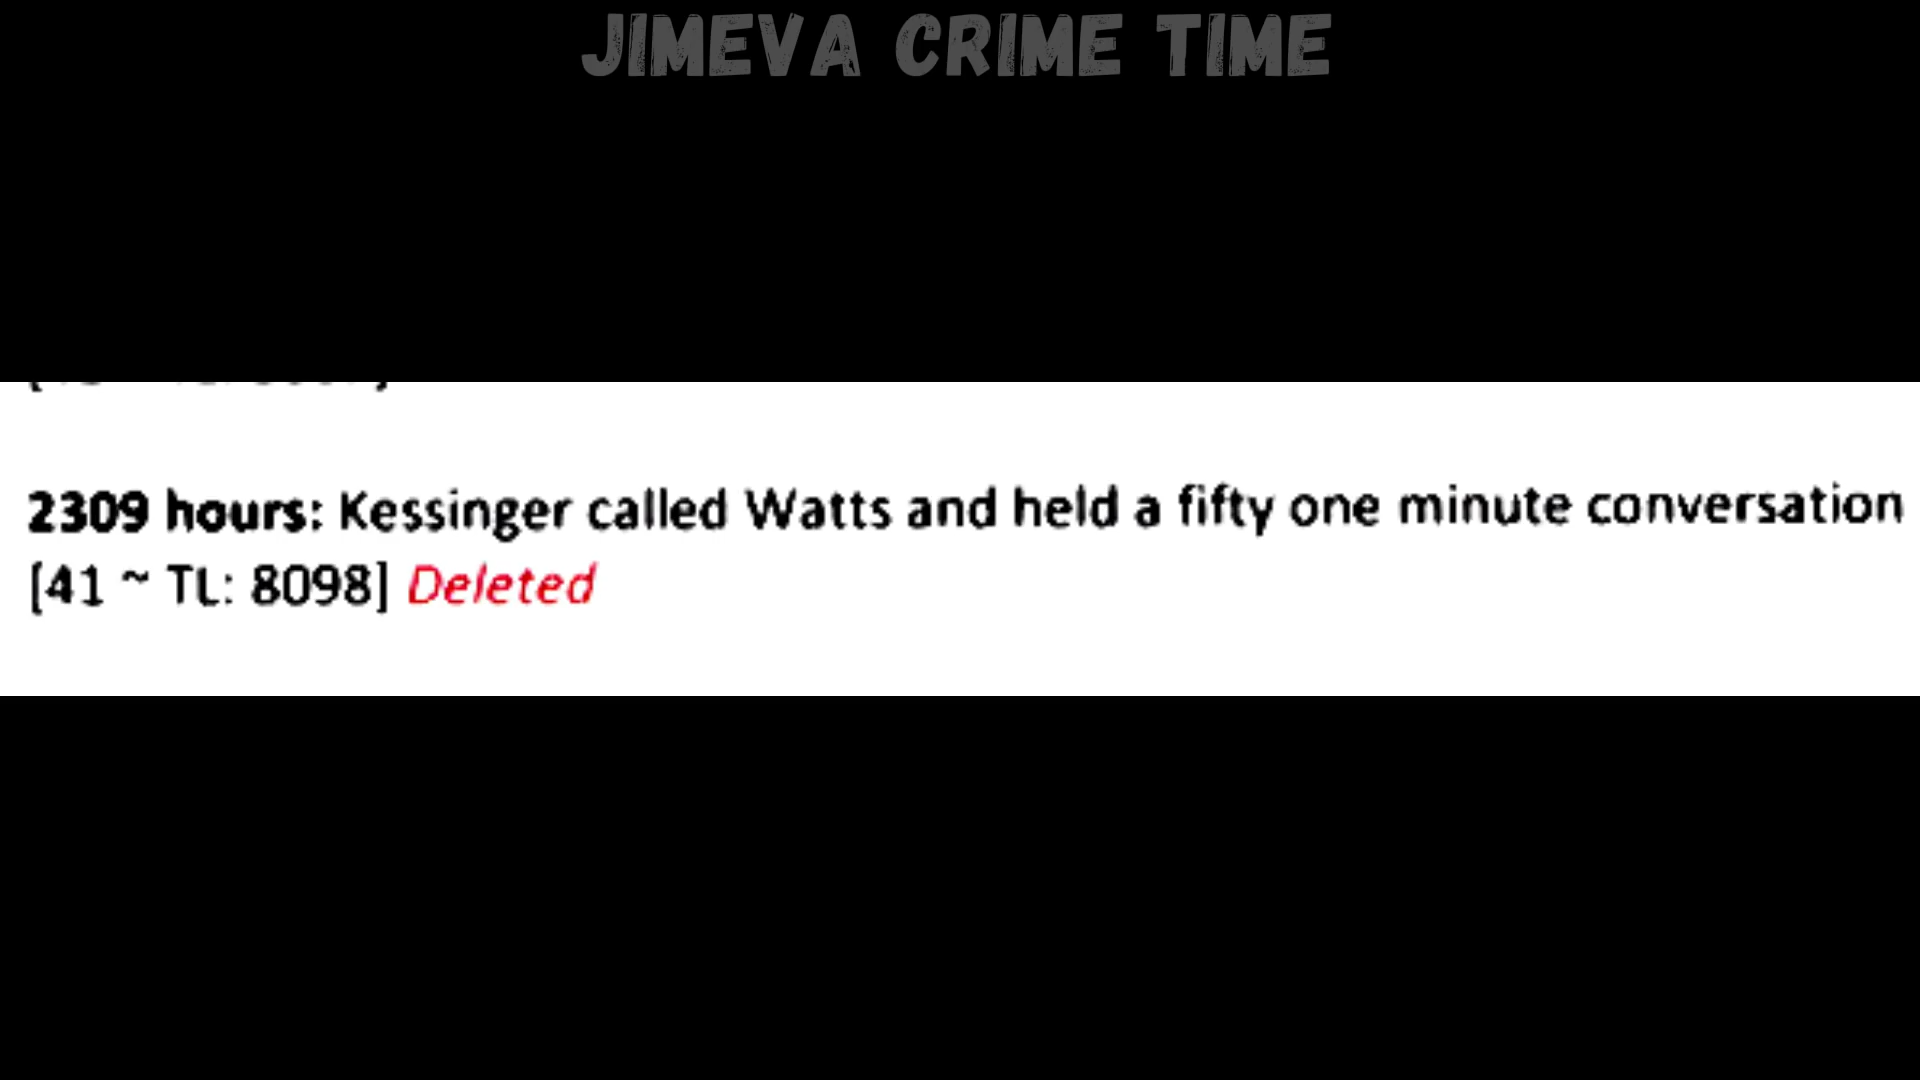 JIMEVA CRIME TIME
2309 hours: Kessinger called Watts and held a fifty one minute conversation
[41 ~ TL: 8098] Deleted